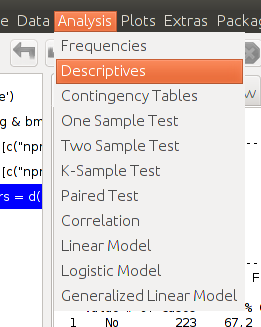 Data Analysis Plots Extras
Frequencies
Descriptives
Contingency Tables
One Sample Test
Two Sample Test
K-Sample Test
Paired Test
Correlation
Linear Model
Logistic Model
Generalized Linear Model
e')
g & bm
[c("npr
[c("npr
rs = d(
1 No 223 67.2